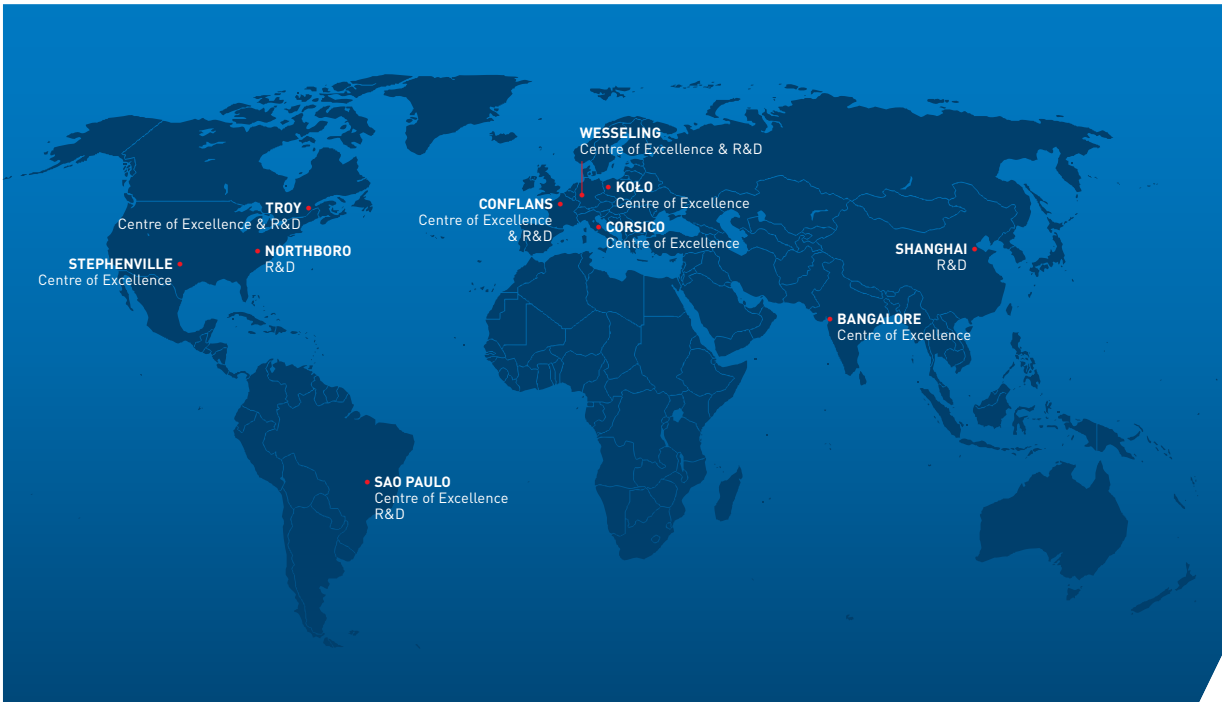 WESSELING
Centre of Excellence & R&D
KOŁO
Centre of Excellence
CONFLANS
Centre of Excellence
& R&D
TROY
Centre of Excellence & R&D
CORSICO
Centre of Excellence
NORTHBORO
R&D
SHANGHAI
R&D
STEPHENVILLE
Centre of Excellence
BANGALORE
Centre of Excellence
SAO PAULO
Centre of Excellence
R&D